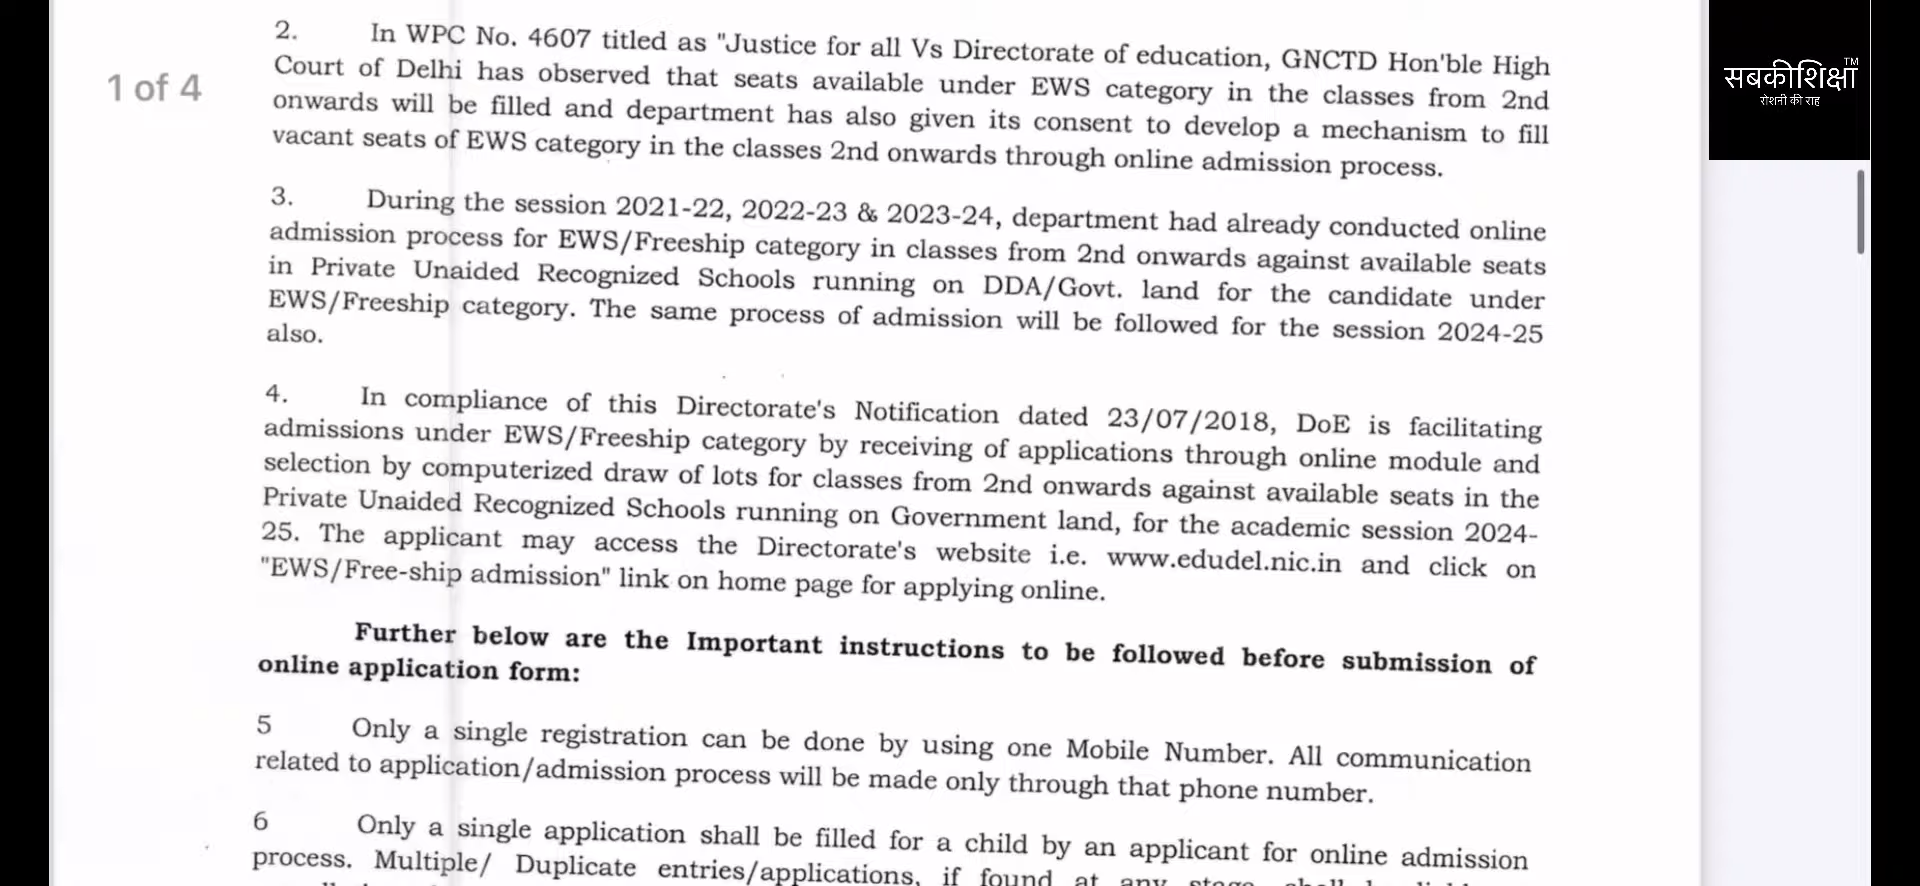 1 of 4
सबकीशिक्षा™
रोशनी की राह
2. In WPC No. 4607 titled as "Justice for all Vs Directorate of education, GNCTD Hon'ble High
Court of Delhi has observed that seats available under EWS category in the classes from 2nd
onwards will be filled and department has also given its consent to develop a mechanism to fill
vacant seats of EWS category in the classes 2nd onwards through online admission process.
3. During the session 2021-22, 2022-23 & 2023-24, department had already conducted online
admission process for EWS/Freeship category in classes from 2nd onwards against available seats
in Private Unaided Recognized Schools running on DDA/Govt. land for the candidate under
EWS/Freeship category. The same process of admission will be followed for the session 2024-25
also.
4. In compliance of this Directorate's Notification dated 23/07/2018, DoE is facilitating
admissions under EWS/Freeship category by receiving of applications through online module and
selection by computerized draw of lots for classes from 2nd onwards against available seats in the
Private Unaided Recognized Schools running on Government land, for the academic session 2024-
25. The applicant may access the Directorate's website i.e. www.edudel.nic.in and click on
"EWS/Free-ship admission" link on home page for applying online.
Further below are the Important instructions to be followed before submission of
online application form:
5 Only a single registration can be done by using one Mobile Number. All communication
related to application/admission process will be made only through that phone number.
6 Only a single application shall be filled for a child by an applicant for online admission
process. Multiple/ Duplicate entries/applications, if found at any stage,